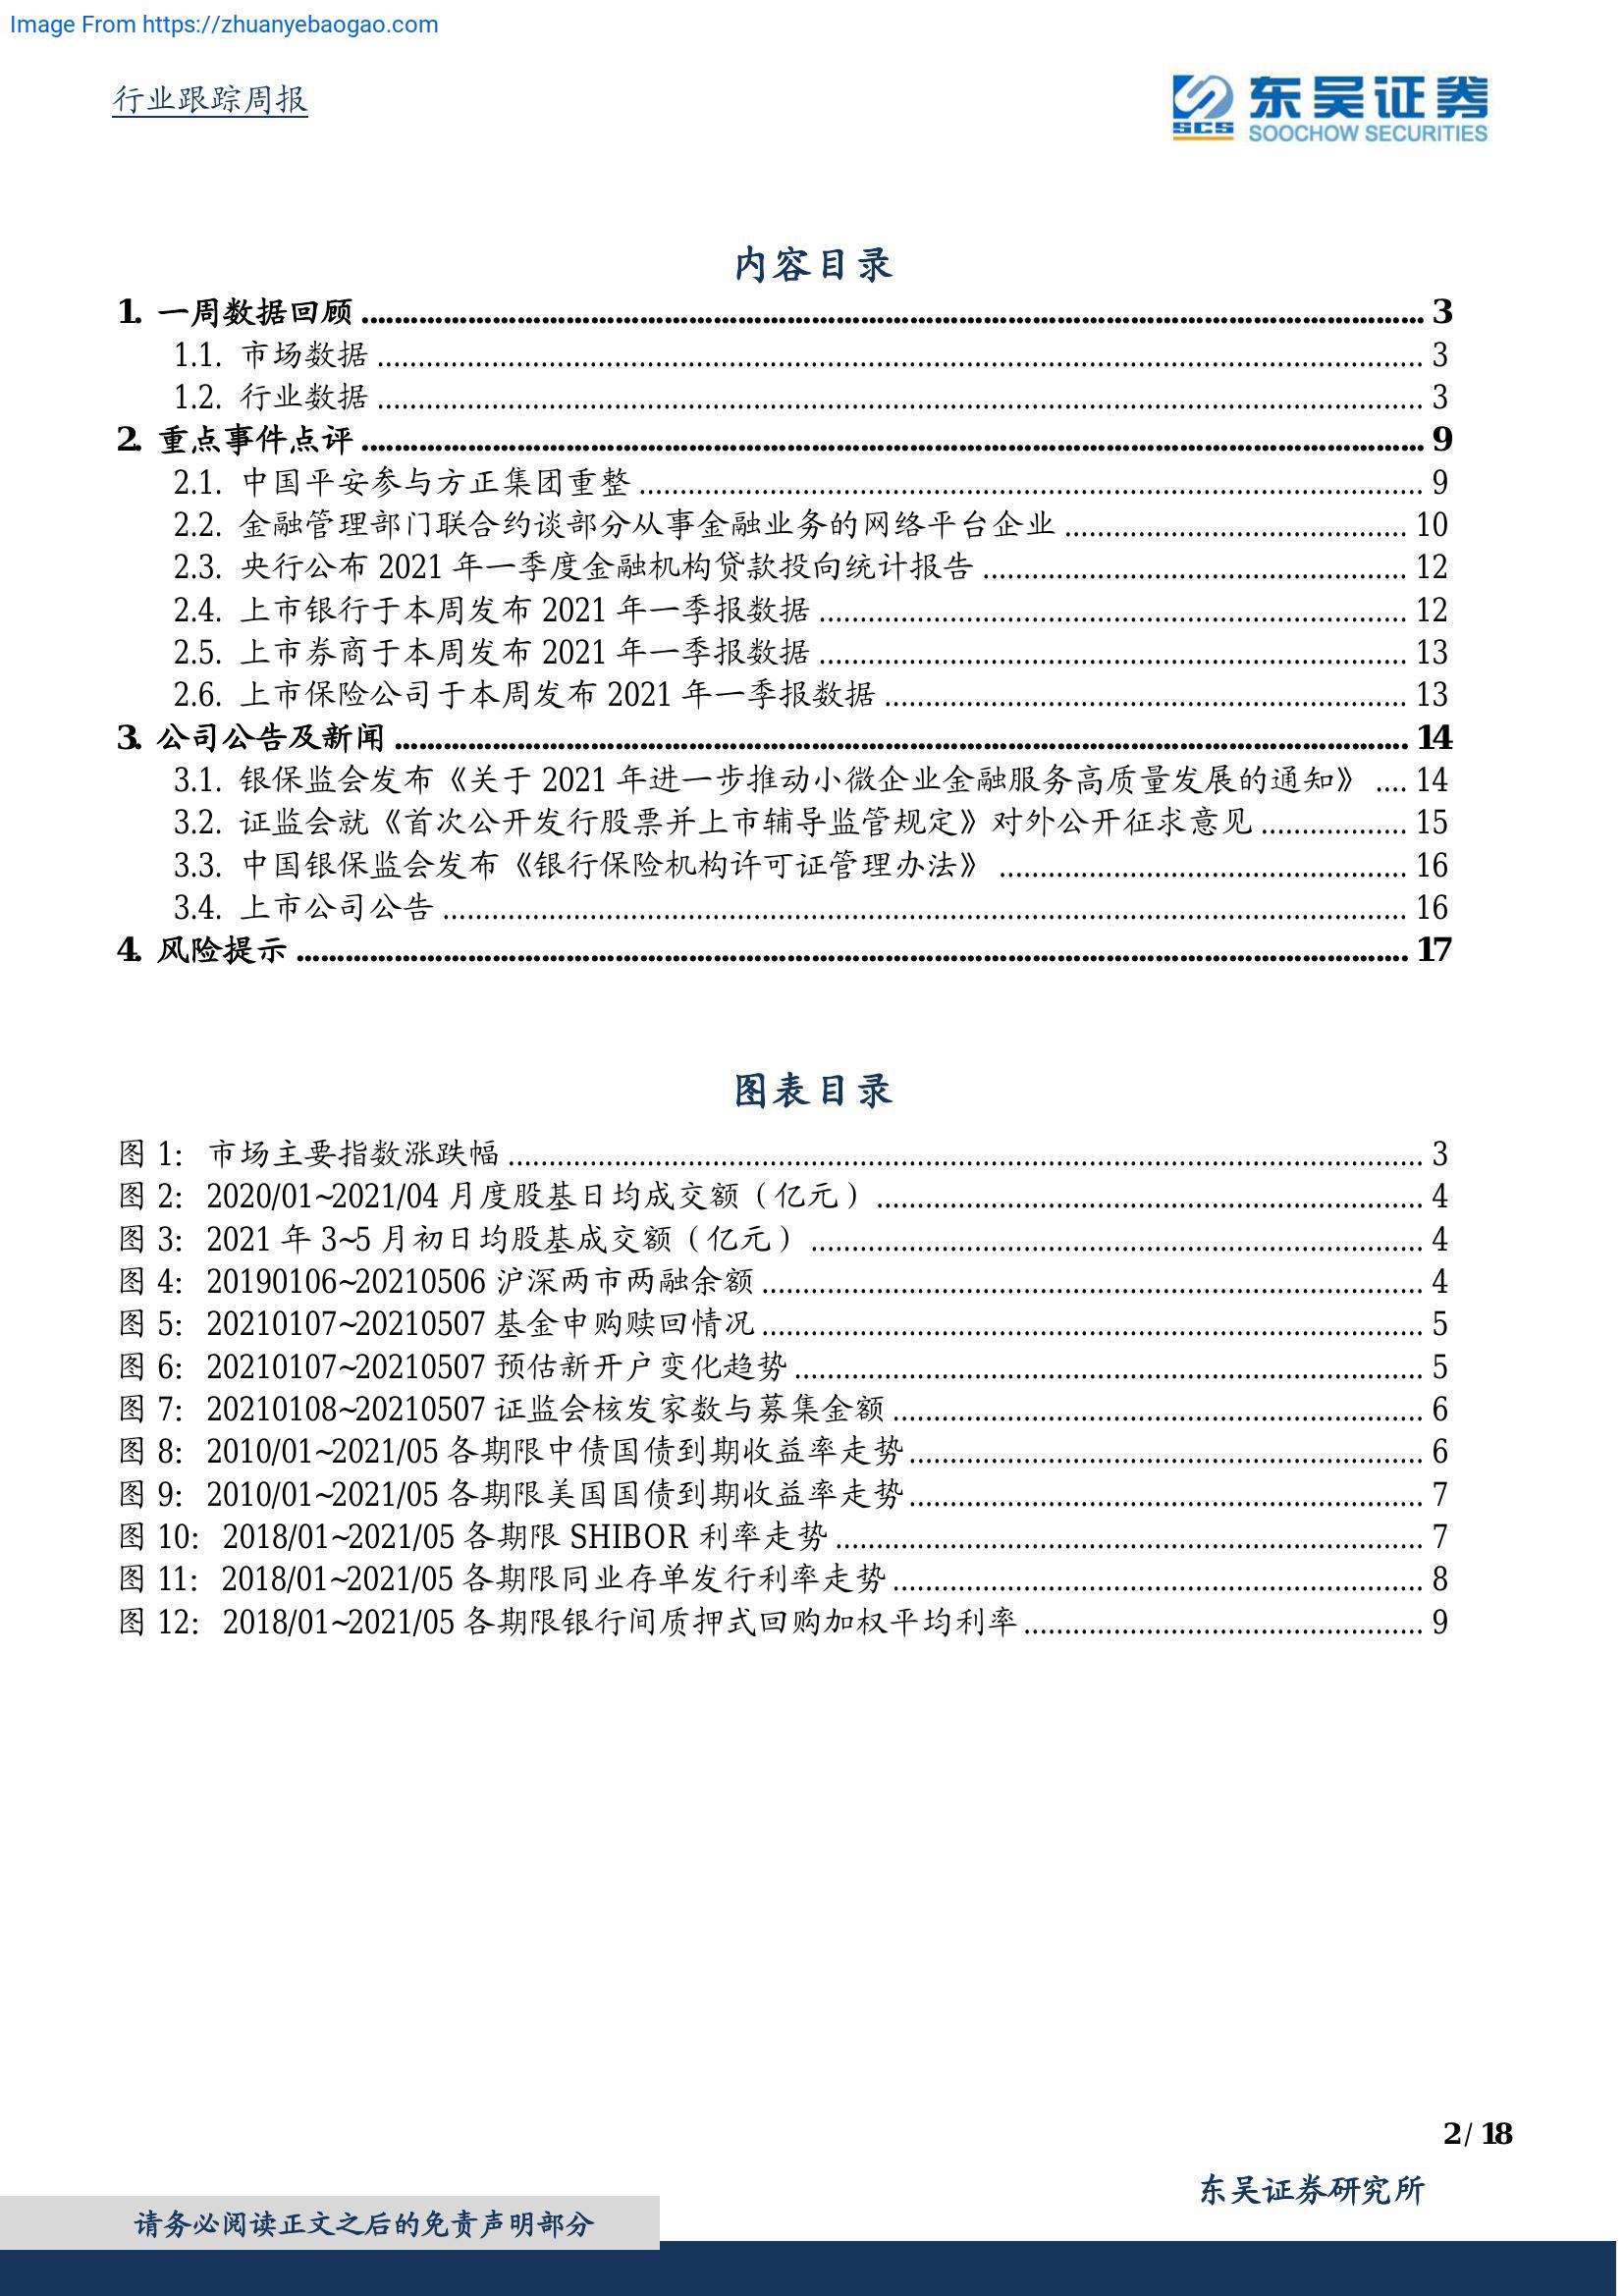 Image From https://zhuanyebaogao.com
行业跟踪周报
东吴证券
SCS
SOOCHOW SECURITIES
内容目录
1. 一周数据回顾 ........ 3
1.1. 市场数据 ........ 3
1.2. 行业数据 ........ 3
2. 重点事件点评 ........ 9
2.1. 中国平安参与方正集团重整 ........ 9
2.2. 金融管理部门联合约谈部分从事金融业务的网络平台企业 ........ 10
2.3. 央行公布 2021 年一季度金融机构贷款投向统计报告 ........ 12
2.4. 上市银行于本周发布 2021 年一季报数据 ........ 12
2.5. 上市券商于本周发布 2021 年一季报数据 ........ 13
2.6. 上市保险公司于本周发布 2021 年一季报数据 ........ 13
3. 公司公告及新闻 ........ 14
3.1. 银保监会发布《关于 2021 年进一步推动小微企业金融服务高质量发展的通知》 .... 14
3.2. 证监会就《首次公开发行股票并上市辅导监管规定》对外公开征求意见 ........ 15
3.3. 中国银保监会发布《银行保险机构许可证管理办法》 ........ 16
3.4. 上市公司公告 ........ 16
4. 风险提示 ........ 17
图表目录
图 1: 市场主要指数涨跌幅 ........ 3
图 2: 2020/01~2021/04 月度股基日均成交额（亿元） ........ 4
图 3: 2021 年 3~5 月初日均股基成交额（亿元） ........ 4
图 4: 20190106~20210506 沪深两市两融余额 ........ 4
图 5: 20210107~20210507 基金申购赎回情况 ........ 5
图 6: 20210107~20210507 预估新开户变化趋势 ........ 5
图 7: 20210108~20210507 证监会核发家数与募集金额 ........ 6
图 8: 2010/01~2021/05 各期限中债国债到期收益率走势 ........ 6
图 9: 2010/01~2021/05 各期限美国国债到期收益率走势 ........ 7
图 10: 2018/01~2021/05 各期限 SHIBOR 利率走势 ........ 7
图 11: 2018/01~2021/05 各期限同业存单发行利率走势 ........ 8
图 12: 2018/01~2021/05 各期限银行间质押式回购加权平均利率 ........ 9
2 / 18
东吴证券研究所
请务必阅读正文之后的免责声明部分